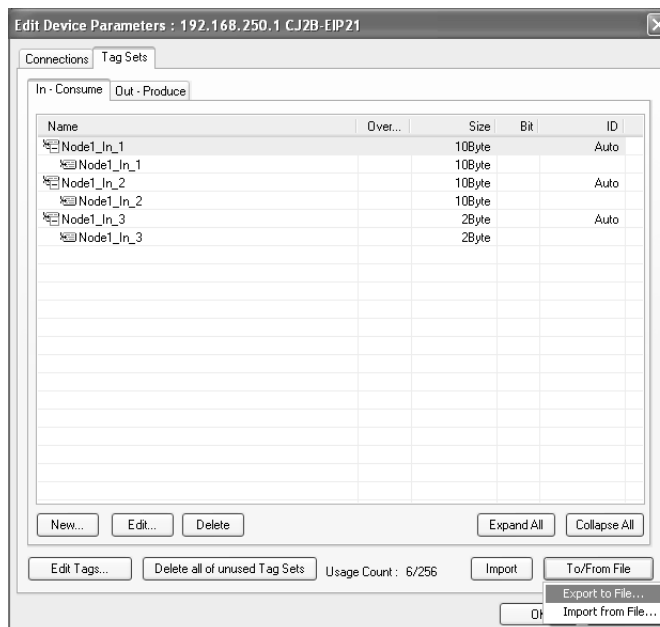 Edit Device Parameters : 192.168.250.1 CJ2B-EIP21
Connections Tag Sets
In - Consume Out - Produce
Name Over... Size Bit ID
Node1_In_1 10Byte Auto
Node1_In_1 10Byte
Node1_In_2 10Byte Auto
Node1_In_2 10Byte
Node1_In_3 2Byte Auto
Node1_In_3 2Byte
New... Edit... Delete Expand All Collapse All
Edit Tags... Delete all of unused Tag Sets Usage Count : 6/256 Import To/From File
Export to File...
Import from File...